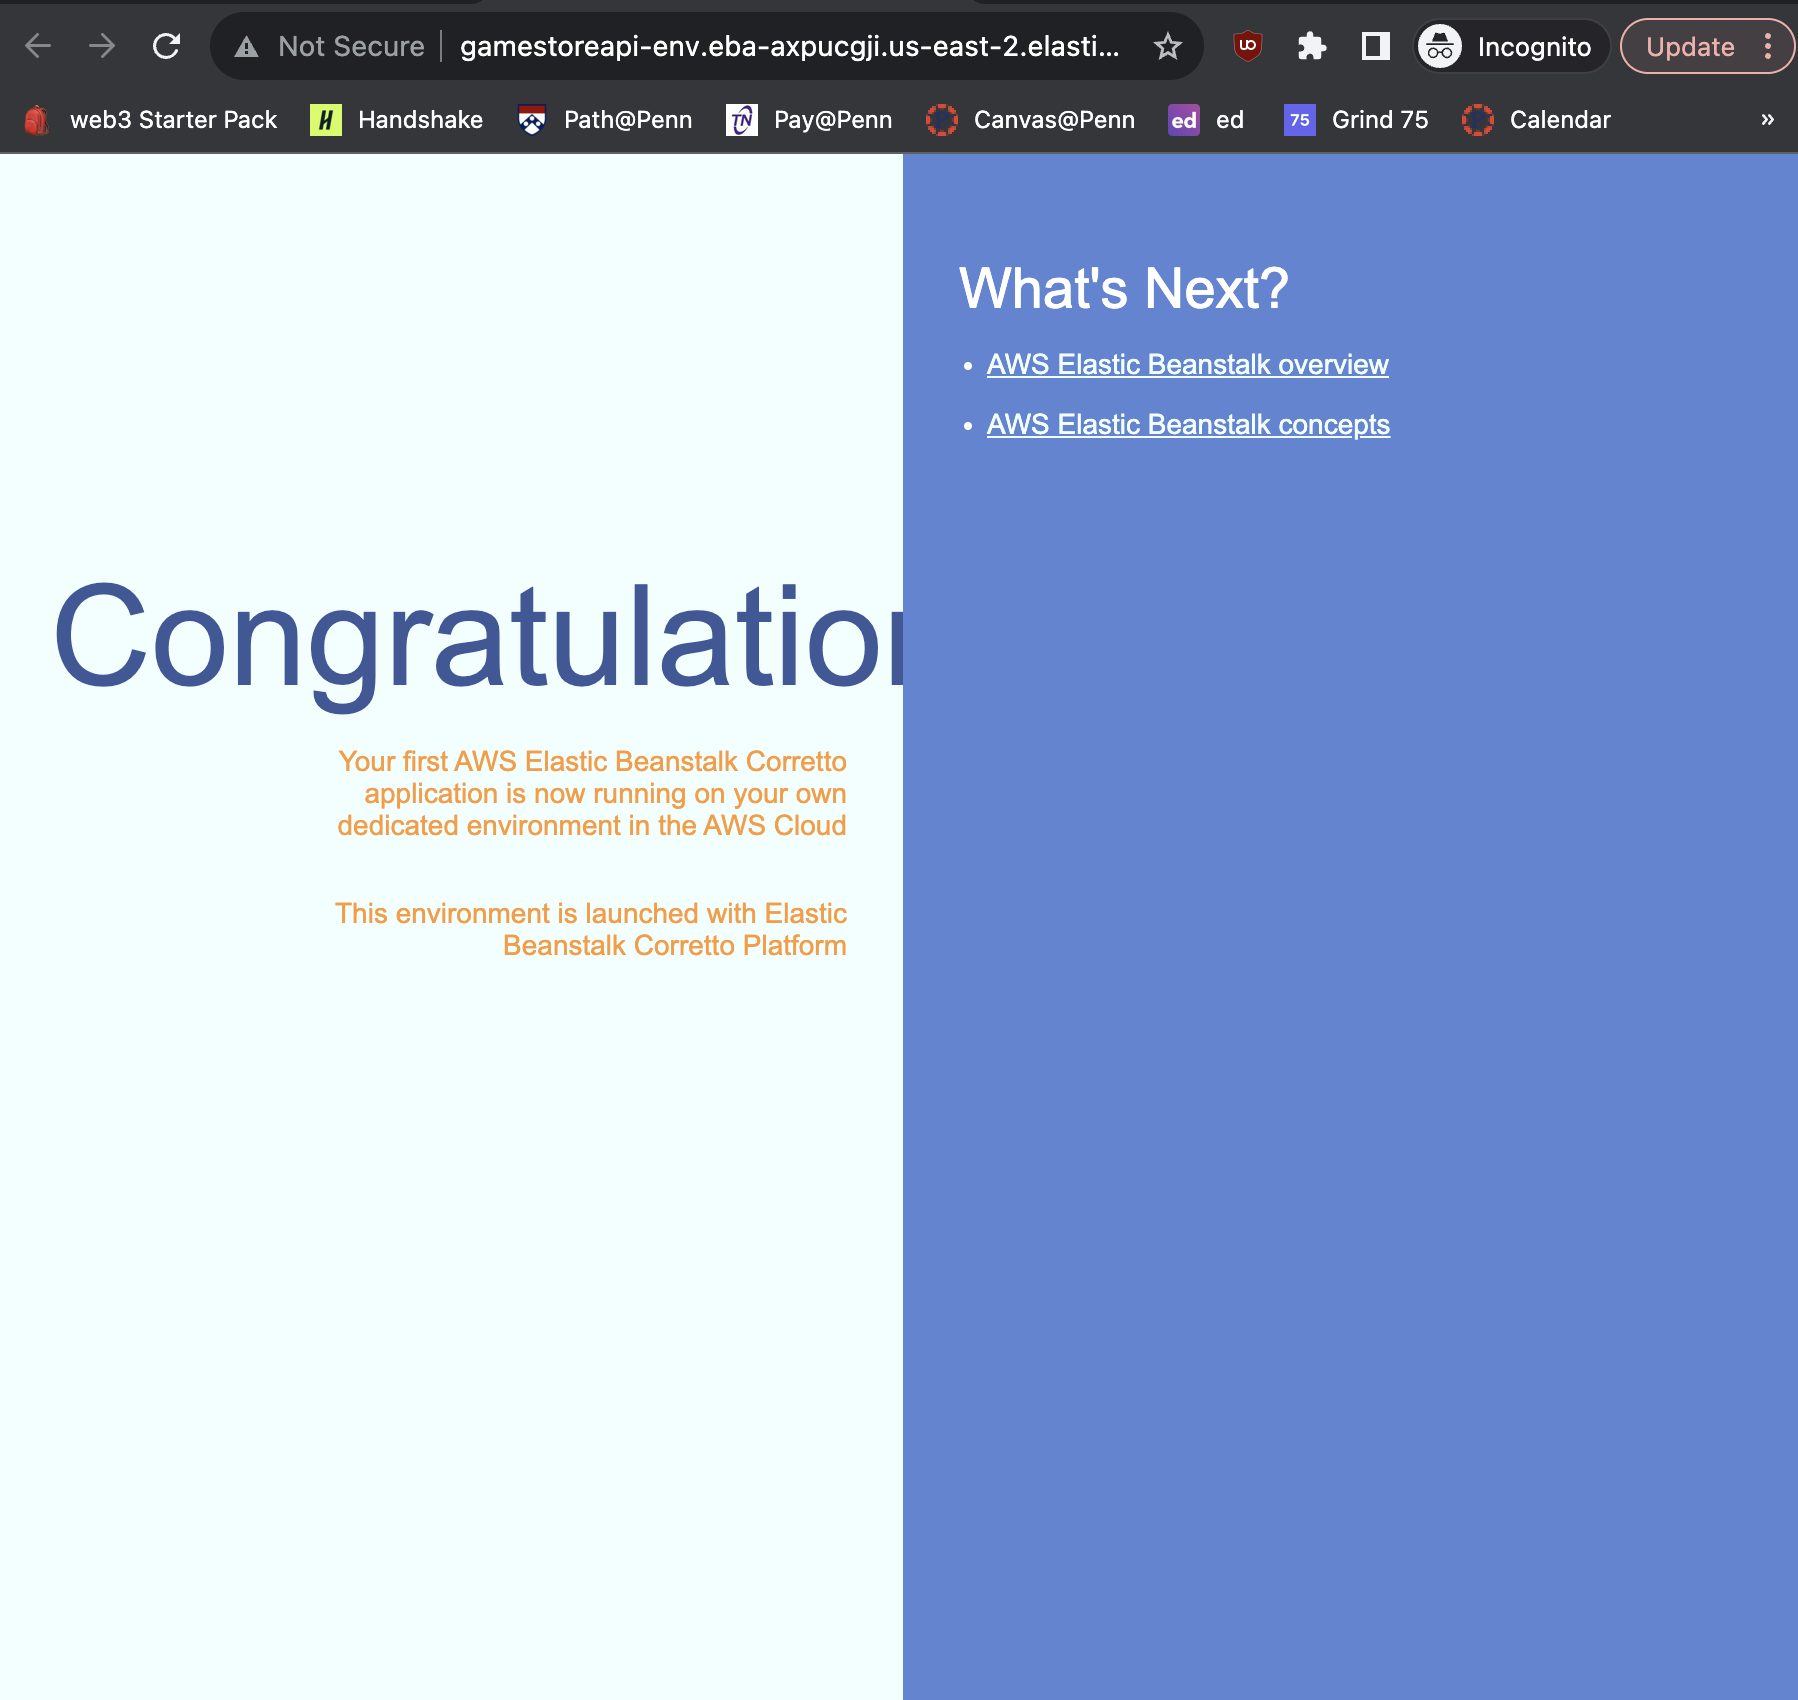 Not Secure gamestoreapi-env.eba-axpucgji.us-east-2.elasti... Incognito Update
web3 Starter Pack H Handshake Path@Penn TN Pay@Penn Canvas@Penn ed ed 75 Grind 75 Calendar »
What's Next?
• AWS Elastic Beanstalk overview
• AWS Elastic Beanstalk concepts
Congratulation
Your first AWS Elastic Beanstalk Corretto
application is now running on your own
dedicated environment in the AWS Cloud
This environment is launched with Elastic
Beanstalk Corretto Platform